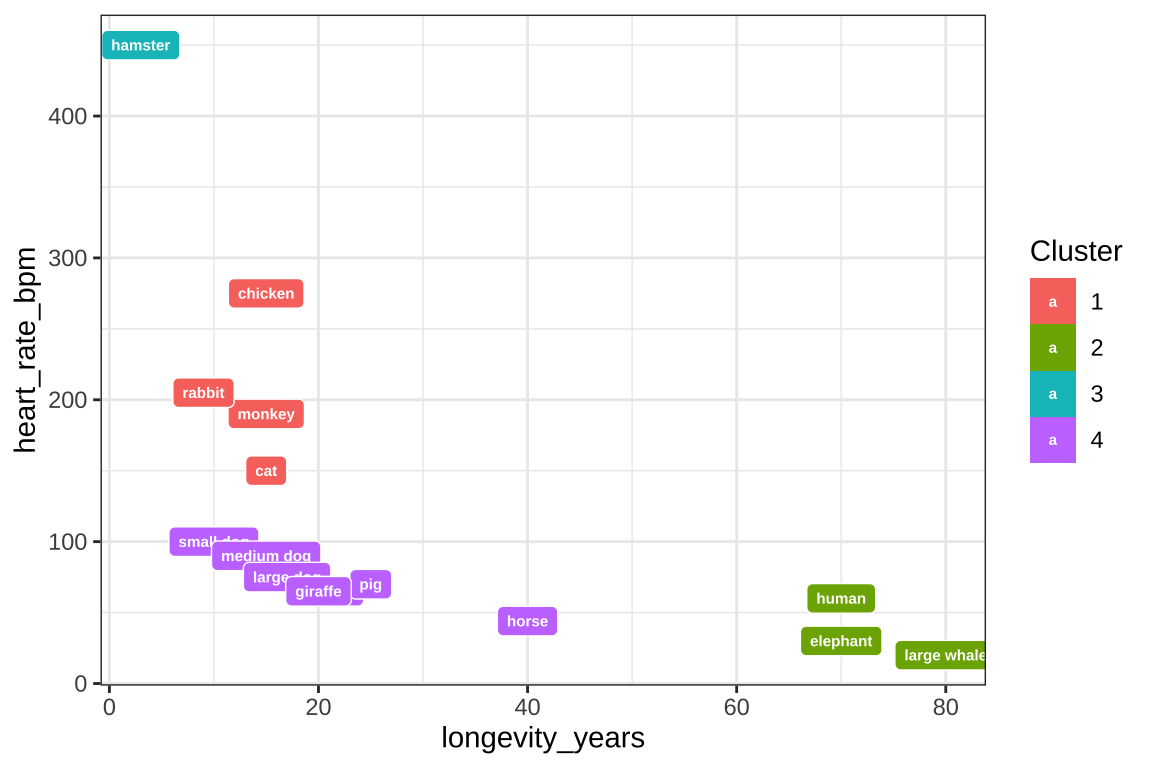 hamster
400
300
chicken
rabbit
200
monkey
cat
100
small dog
medium dog
large dog
giraffe
pig
horse
human
elephant
large whale
0
0
20
40
60
80
longevity_years
heart_rate_bpm
Cluster
a 1
a 2
a 3
a 4